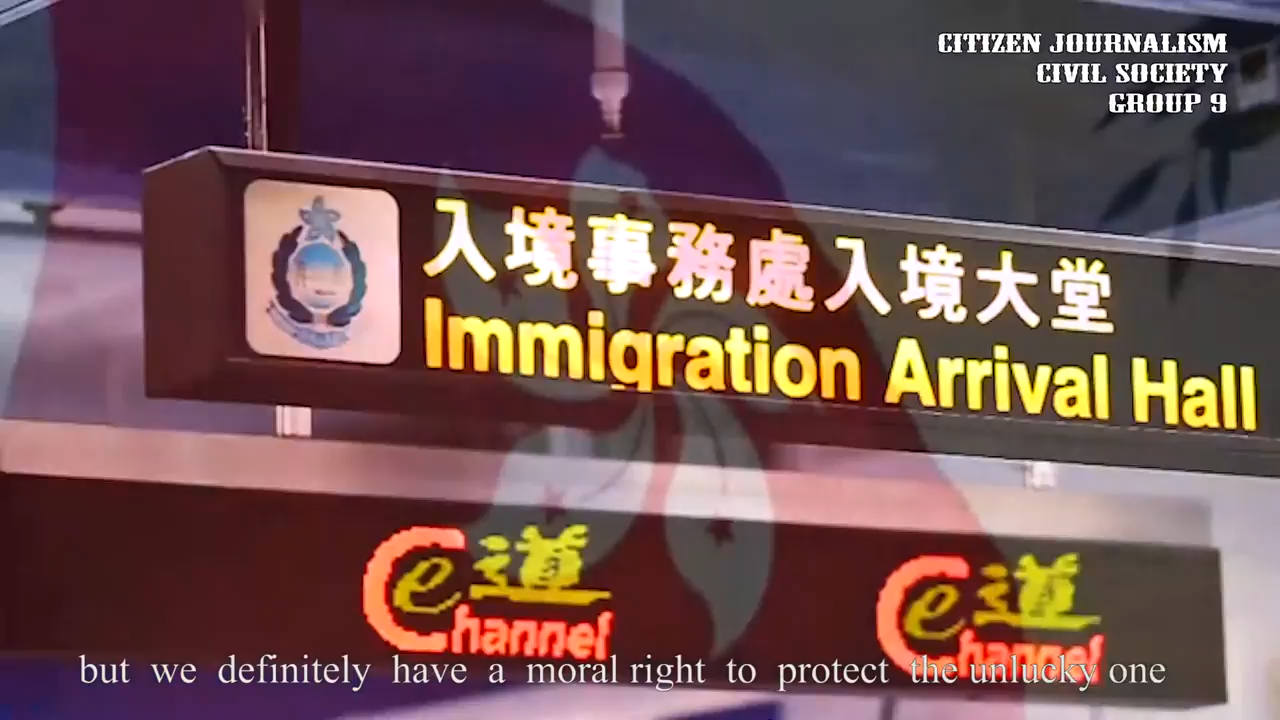 CITIZEN JOURNALISM
CIVIL SOCIETY
GROUP 9
入境事務處入境大堂
Immigration Arrival Hall
e道 e道
Channel Channel
but we definitely have a moral right to protect the unlucky one